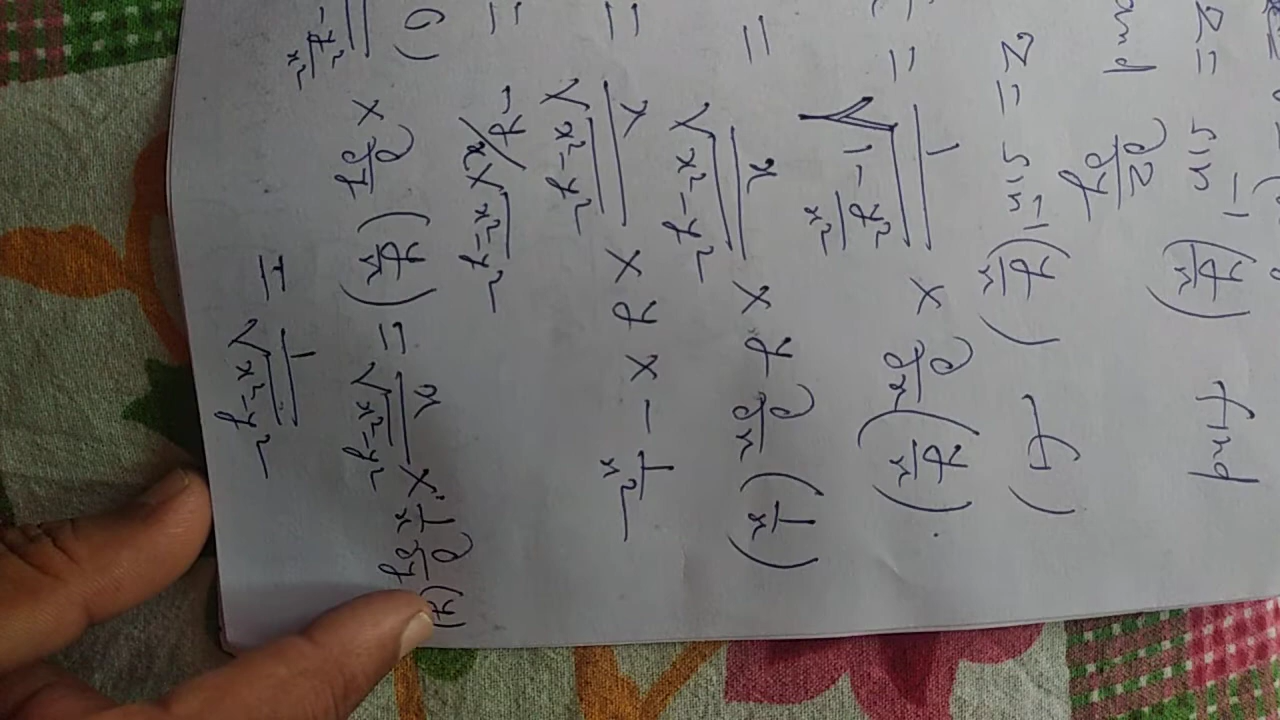 z = sin⁻¹ (y/x) find
and ∂z/∂y
z = sin⁻¹ (y/x) — (1)
= 1/√(1 - y²/x²) × ∂/∂x (y/x)
= x/√(x² - y²) × y ∂/∂x (1/x)
= x/√(x² - y²) × y × - 1/x²
= - y/x√(x² - y²)
× ∂/∂y (y/x) = x/√(x² - y²) × 1/x ∂/∂y (y)
= 1/√(x² - y²)